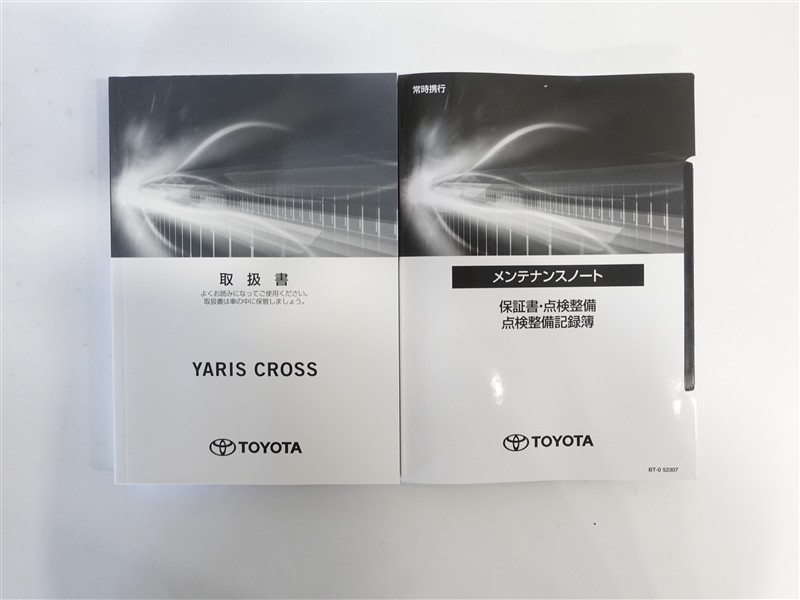 取扱書
よくお読みになってご使用ください。
取扱書は車の中に保管しましょう。
YARIS CROSS
TOYOTA
常時携行
メンテナンスノート
保証書・点検整備
点検整備記録簿
TOYOTA
BT-0 52307